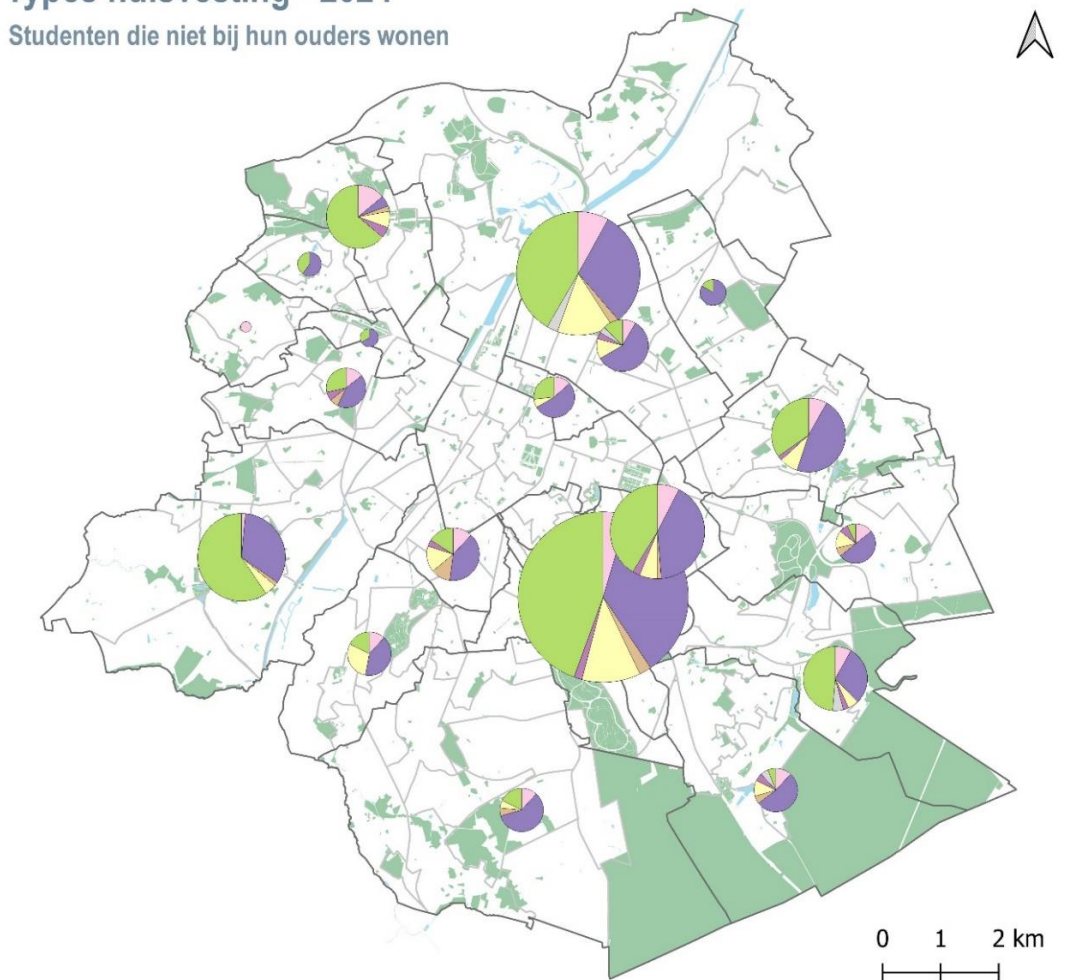 Types huisvesting - 2024
Studenten die niet bij hun ouders wonen
0 1 2 km